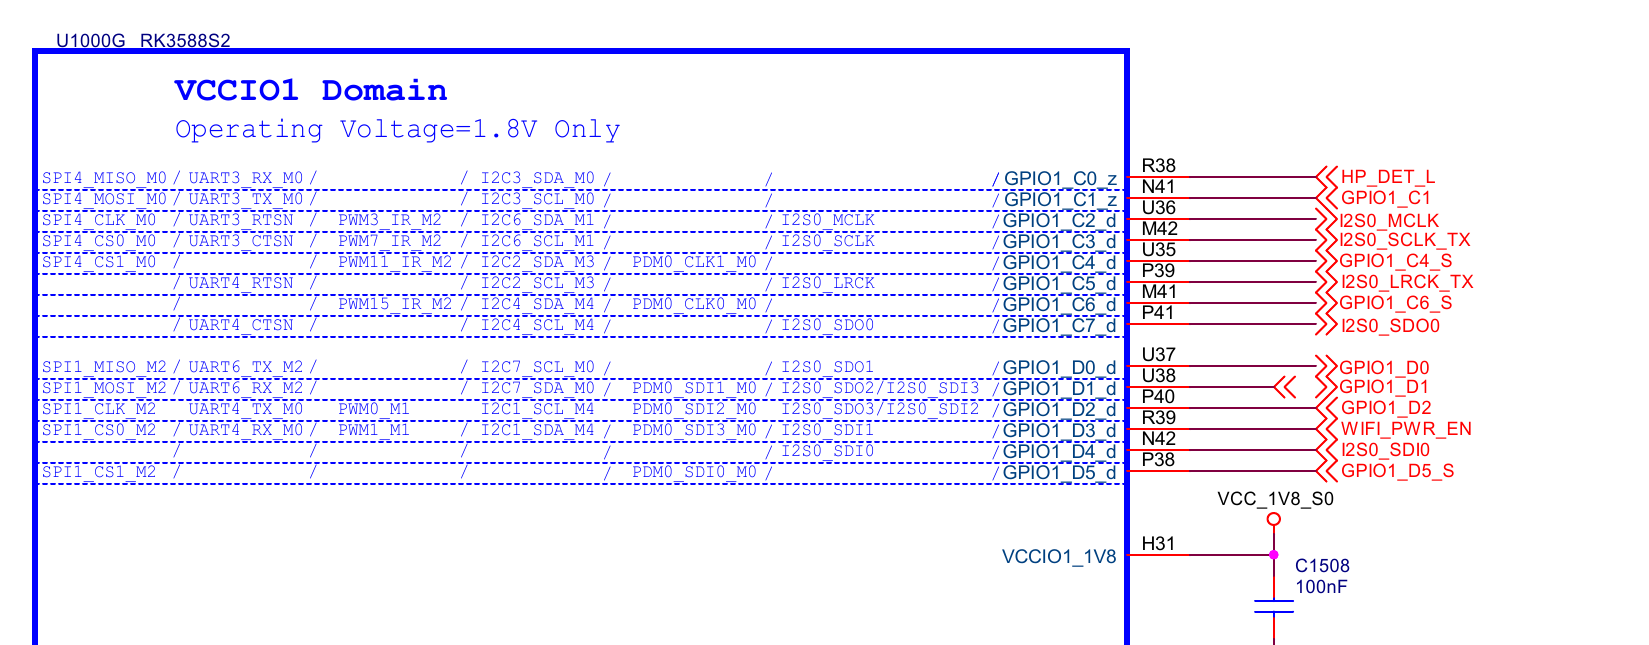 U1000G RK3588S2
VCCIO1 Domain
Operating Voltage=1.8V Only
SPI4_MISO_M0 / UART3_RX_M0 / / I2C3_SDA_M0 / / / GPIO1_C0_z R38 HP_DET_L
SPI4_MOSI_M0 / UART3_TX_M0 / / I2C3_SCL_M0 / / / GPIO1_C1_z N41 GPIO1_C1
SPI4_CLK_M0 / UART3_RTSN / PWM3_IR_M2 / I2C6_SDA_M1 / / I2S0_MCLK / GPIO1_C2_d U36 I2S0_MCLK
SPI4_CS0_M0 / UART3_CTSN / PWM7_IR_M2 / I2C6_SCL_M1 / / I2S0_SCLK / GPIO1_C3_d M42 I2S0_SCLK_TX
SPI4_CS1_M0 / / PWM11_IR_M2 / I2C2_SDA_M3 / PDM0_CLK1_M0 / / GPIO1_C4_d U35 GPIO1_C4_S
/ UART4_RTSN / / I2C2_SCL_M3 / / I2S0_LRCK / GPIO1_C5_d P39 I2S0_LRCK_TX
/ / PWM15_IR_M2 / I2C4_SDA_M4 / PDM0_CLK0_M0 / / GPIO1_C6_d M41 GPIO1_C6_S
/ UART4_CTSN / / I2C4_SCL_M4 / / I2S0_SDO0 / GPIO1_C7_d P41 I2S0_SDO0
SPI1_MISO_M2 / UART6_TX_M2 / / I2C7_SCL_M0 / / I2S0_SDO1 / GPIO1_D0_d U37 GPIO1_D0
SPI1_MOSI_M2 / UART6_RX_M2 / / I2C7_SDA_M0 / PDM0_SDI1_M0 / I2S0_SDO2/I2S0_SDI3 / GPIO1_D1_d U38 GPIO1_D1
SPI1_CLK_M2 / UART4_TX_M0 / PWM0_M1 / I2C1_SCL_M4 / PDM0_SDI2_M0 / I2S0_SDO3/I2S0_SDI2 / GPIO1_D2_d P40 GPIO1_D2
SPI1_CS0_M2 / UART4_RX_M0 / PWM1_M1 / I2C1_SDA_M4 / PDM0_SDI3_M0 / I2S0_SDI1 / GPIO1_D3_d R39 WIFI_PWR_EN
/ / / / / I2S0_SDI0 / GPIO1_D4_d N42 I2S0_SDI0
SPI1_CS1_M2 / / / / PDM0_SDI0_M0 / / GPIO1_D5_d P38 GPIO1_D5_S
VCC_1V8_S0
VCCIO1_1V8 H31
C1508
100nF